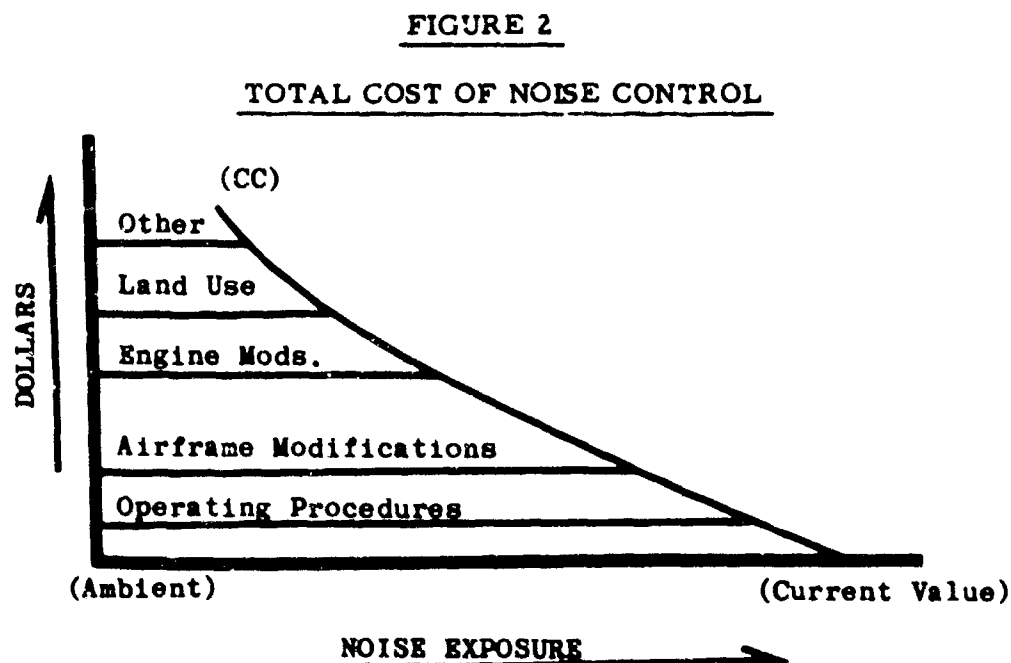 FIGURE 2
TOTAL COST OF NOISE CONTROL
(CC)
Other
Land Use
Engine Mods.
Airframe Modifications
Operating Procedures
DOLLARS
(Ambient)
(Current Value)
NOISE EXPOSURE